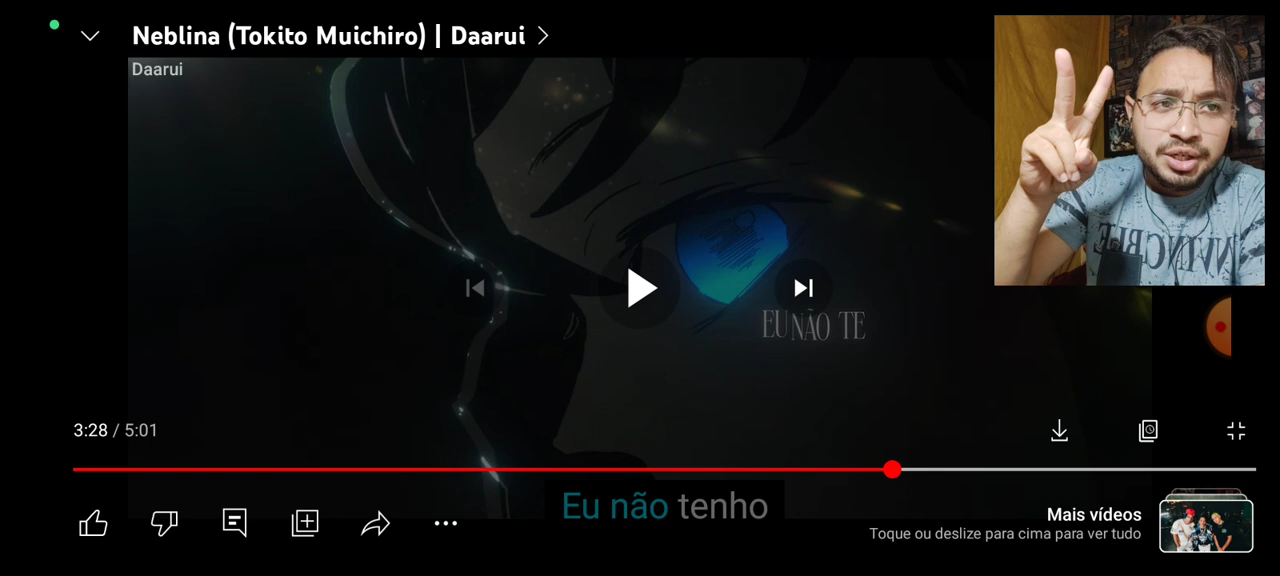 Neblina (Tokito Muichiro) | Daarui
Daarui
INVINCIBLE
EU NÃO TE
3:28 / 5:01
Eu não tenho
Mais vídeos
Toque ou deslize para cima para ver tudo